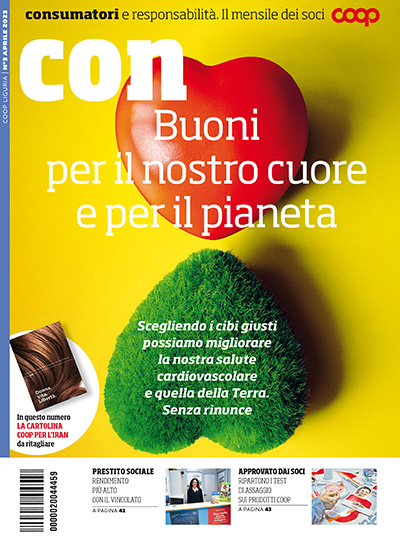 consumatori e responsabilità. Il mensile dei soci coop
COOP LIGURIA | N°3 APRILE 2023
con
Buoni
per il nostro cuore
e per il pianeta
Scegliendo i cibi giusti
possiamo migliorare
la nostra salute
cardiovascolare
e quella della Terra.
Senza rinunce
Donna.
Vita.
Libertà.
In questo numero
LA CARTOLINA
COOP PER L'IRAN
da ritagliare
PRESTITO SOCIALE
RENDIMENTO
PIÙ ALTO
CON IL VINCOLATO
A PAGINA 41
APPROVATO DAI SOCI
RIPARTONO I TEST
DI ASSAGGIO
SUI PRODOTTI COOP
A PAGINA 43
0000020044459